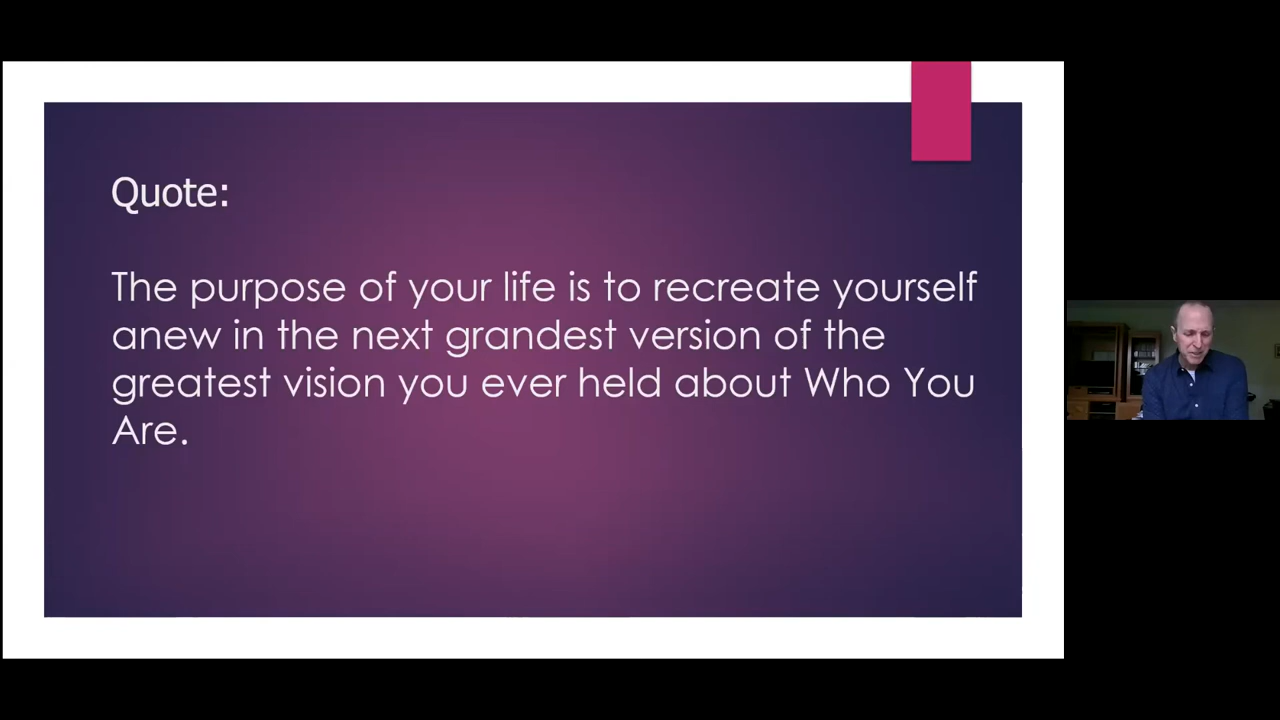 Quote:
The purpose of your life is to recreate yourself
anew in the next grandest version of the
greatest vision you ever held about Who You
Are.